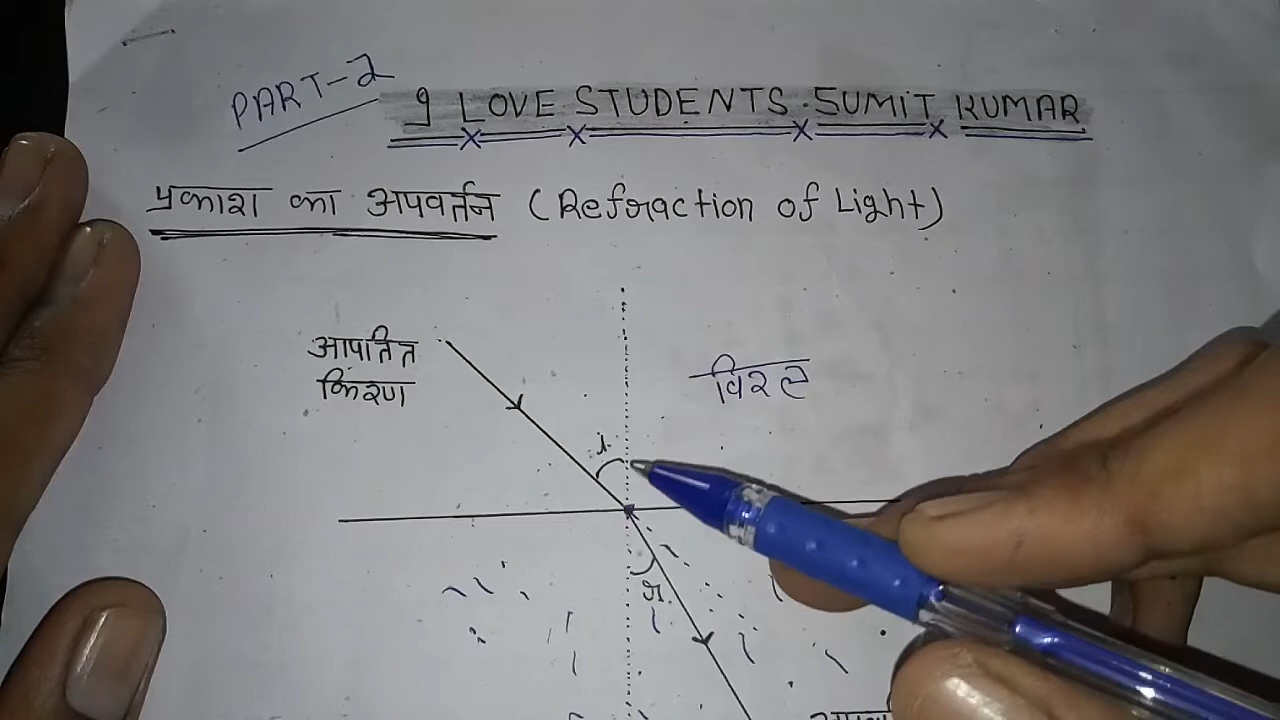 PART-2
I LOVE STUDENTS. SUMIT KUMAR
प्रकाश का अपवर्तन (Refraction of Light)
आपतित
किरण
विरल
i
r